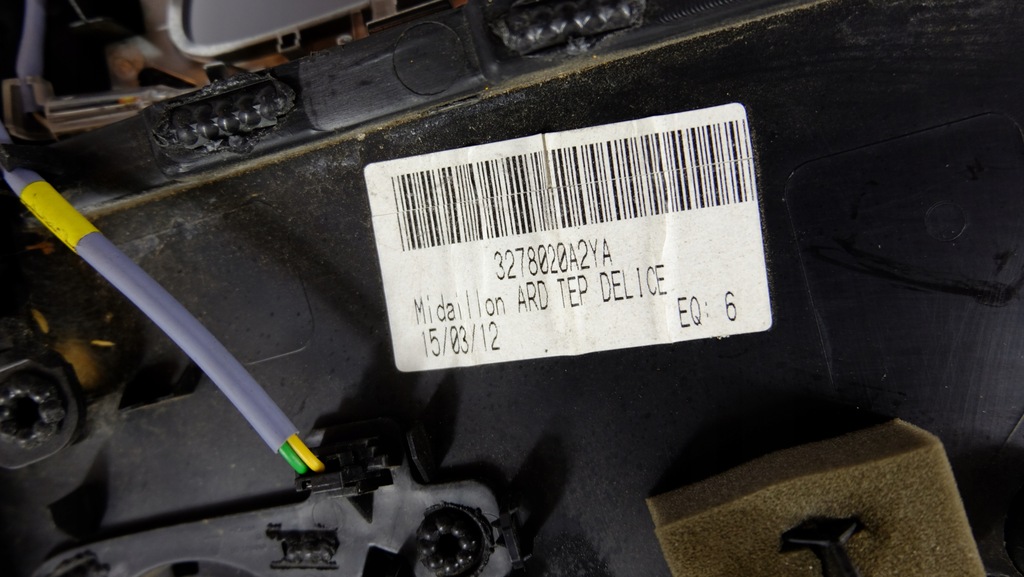 3278020A2YA
Midaillon ARD TEP DELICE
15/03/12 EQ: 6